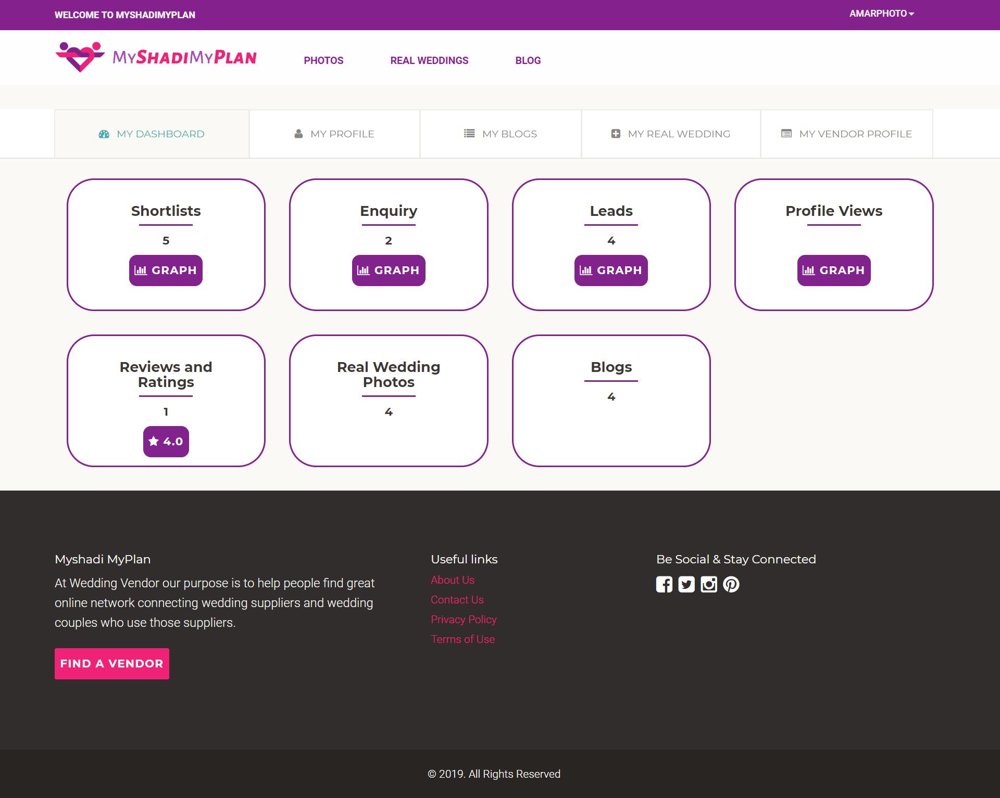 WELCOME TO MYSHADIMYPLAN
AMARPHOTO
MYSHADIMYPLAN
PHOTOS
REAL WEDDINGS
BLOG
MY DASHBOARD
MY PROFILE
MY BLOGS
MY REAL WEDDING
MY VENDOR PROFILE
Shortlists
5
GRAPH
Enquiry
2
GRAPH
Leads
4
GRAPH
Profile Views
GRAPH
Reviews and
Ratings
1
4.0
Real Wedding
Photos
4
Blogs
4
Myshadi MyPlan
At Wedding Vendor our purpose is to help people find great
online network connecting wedding suppliers and wedding
couples who use those suppliers.
FIND A VENDOR
Useful links
About Us
Contact Us
Privacy Policy
Terms of Use
Be Social & Stay Connected
© 2019. All Rights Reserved